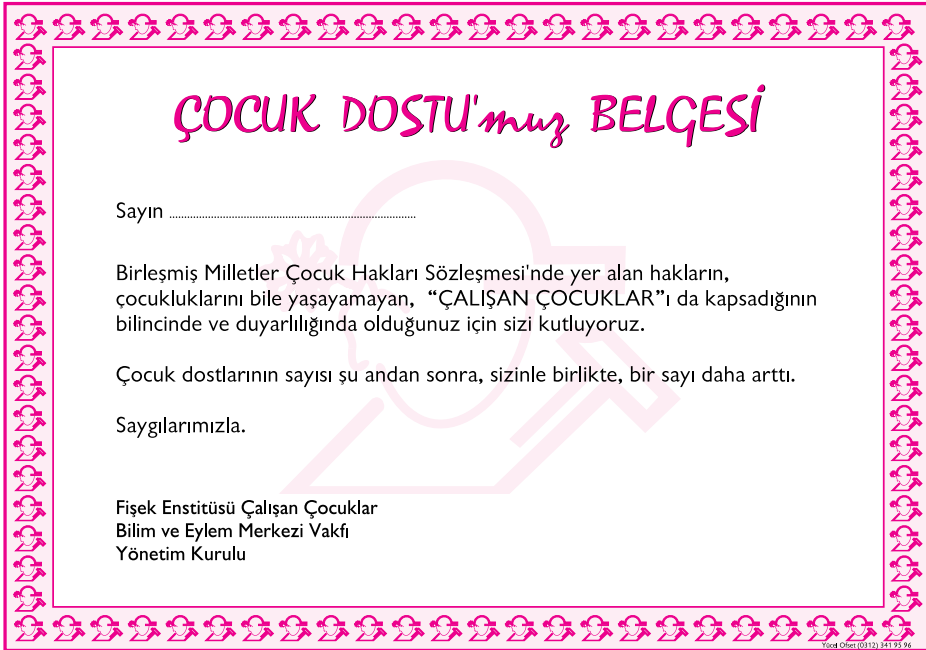 ÇOCUK DOSTU'muz BELGESİ
Sayın ...................................................................................
Birleşmiş Milletler Çocuk Hakları Sözleşmesi'nde yer alan hakların,
çocukluklarını bile yaşayamayan, “ÇALIŞAN ÇOCUKLAR”ı da kapsadığının
bilincinde ve duyarlılığında olduğunuz için sizi kutluyoruz.
Çocuk dostlarının sayısı şu andan sonra, sizinle birlikte, bir sayı daha arttı.
Saygılarımızla.
Fişek Enstitüsü Çalışan Çocuklar
Bilim ve Eylem Merkezi Vakfı
Yönetim Kurulu
Yücel Ofset (0312) 341 95 96